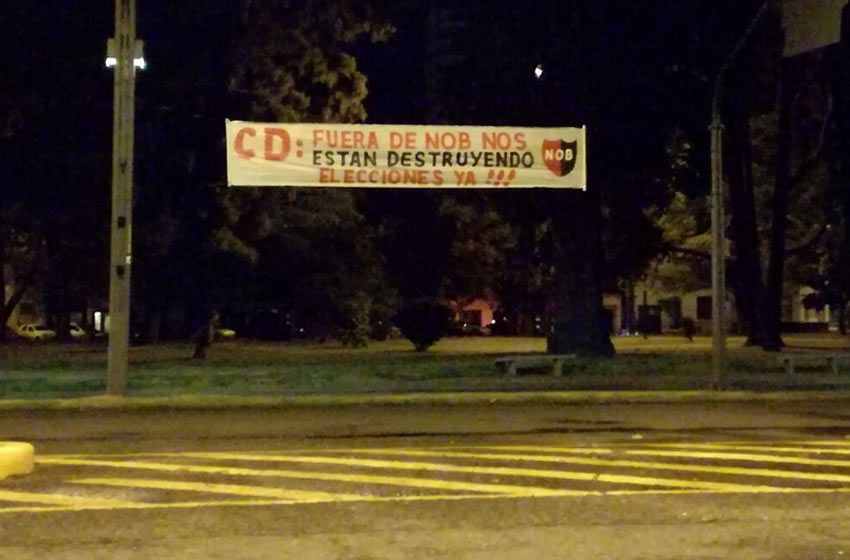 CD: FUERA DE NOB NOS
ESTAN DESTRUYENDO
ELECCIONES YA !!!
NOB